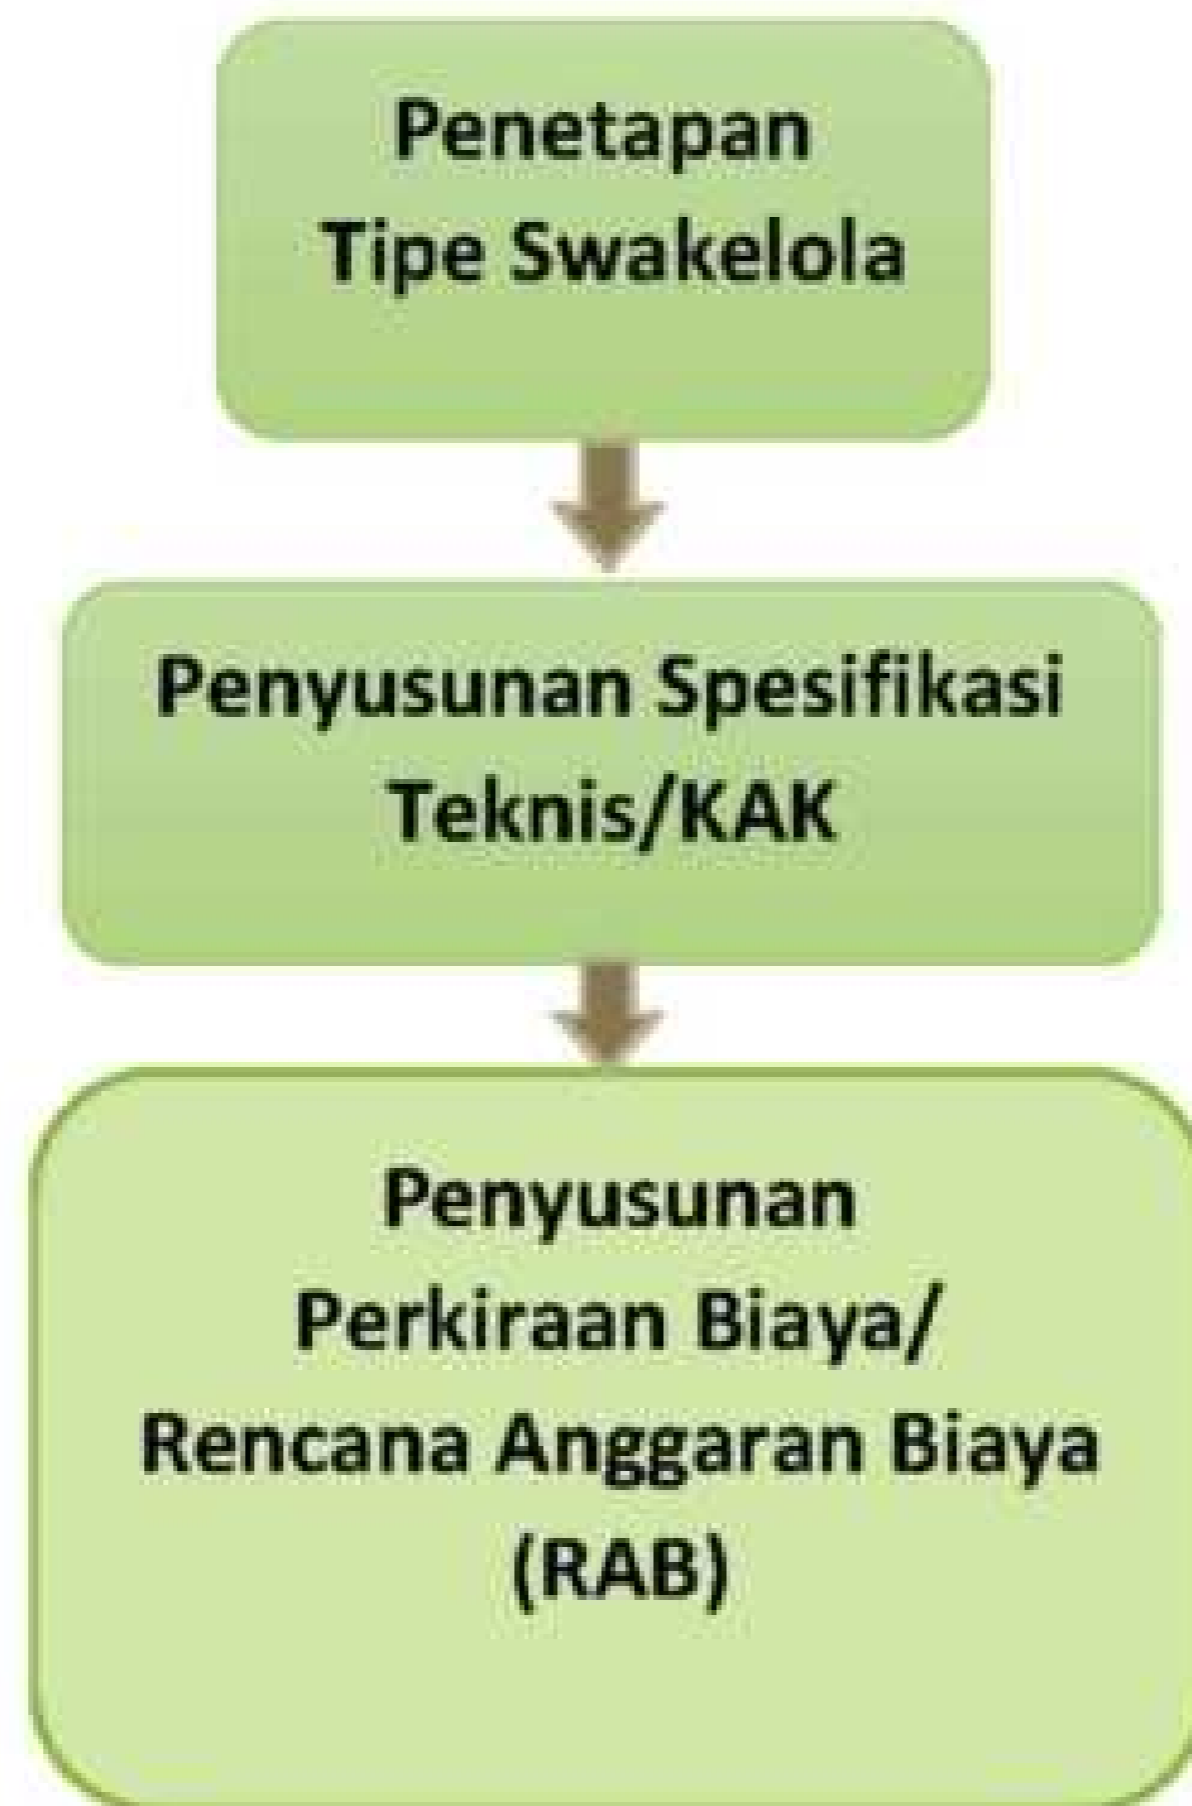 Penetapan
Tipe Swakelola
Penyusunan Spesifikasi
Teknis/KAK
Penyusunan
Perkiraan Biaya/
Rencana Anggaran Biaya
(RAB)